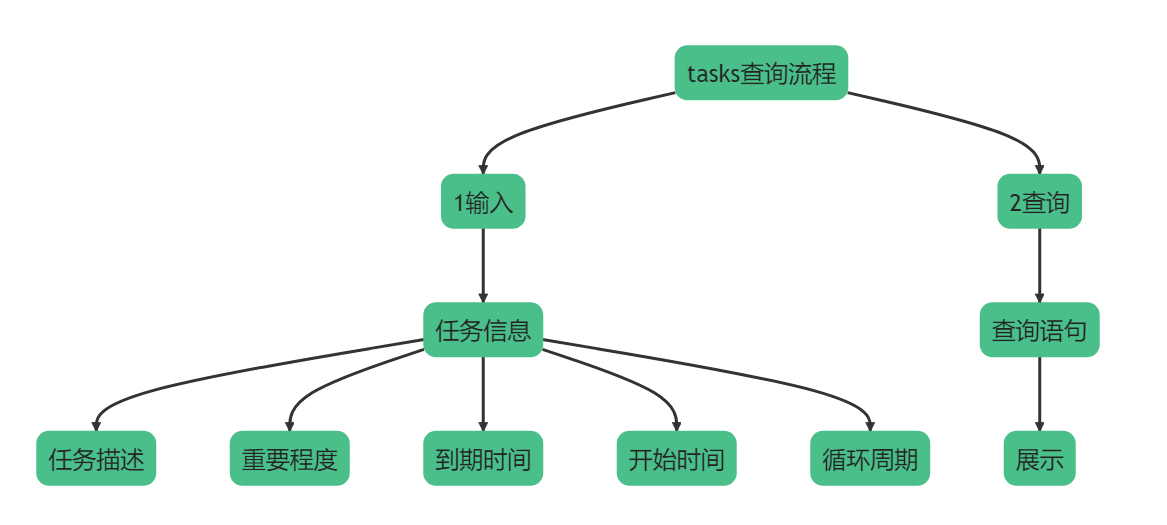 tasks查询流程
1输入
2查询
任务信息
查询语句
任务描述
重要程度
到期时间
开始时间
循环周期
展示